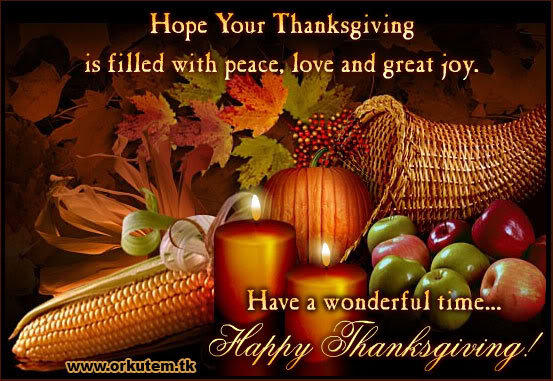 Hope Your Thanksgiving
is filled with peace, love and great joy.
Have a wonderful time...
Happy Thanksgiving!
www.orkutem.tk